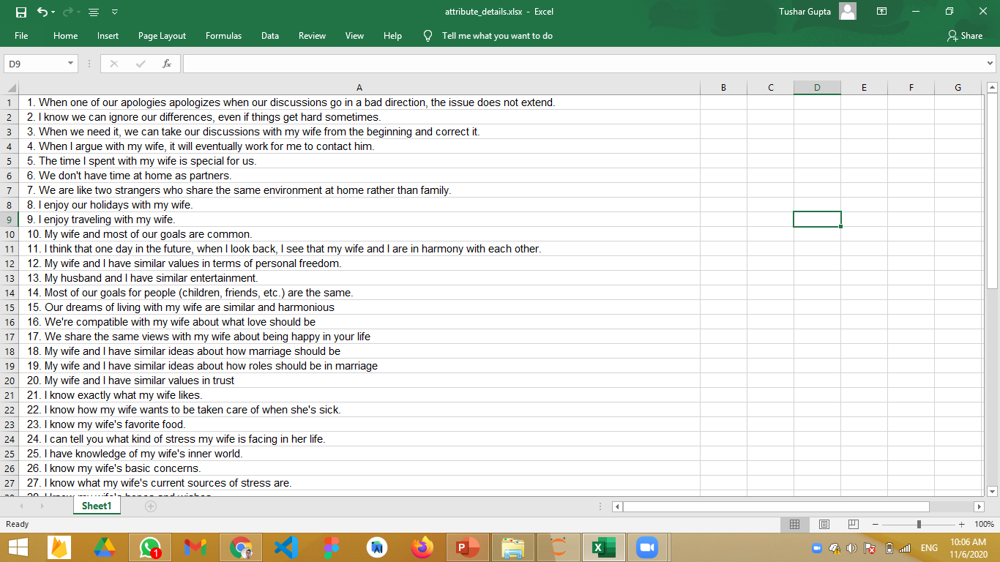 attribute_details.xlsx - Excel
Tushar Gupta
File Home Insert Page Layout Formulas Data Review View Help Tell me what you want to do Share
D9 fx
A B C D E F G
1 1. When one of our apologies apologizes when our discussions go in a bad direction, the issue does not extend.
2 2. I know we can ignore our differences, even if things get hard sometimes.
3 3. When we need it, we can take our discussions with my wife from the beginning and correct it.
4 4. When I argue with my wife, it will eventually work for me to contact him.
5 5. The time I spent with my wife is special for us.
6 6. We don't have time at home as partners.
7 7. We are like two strangers who share the same environment at home rather than family.
8 8. I enjoy our holidays with my wife.
9 9. I enjoy traveling with my wife.
10 10. My wife and most of our goals are common.
11 11. I think that one day in the future, when I look back, I see that my wife and I are in harmony with each other.
12 12. My wife and I have similar values in terms of personal freedom.
13 13. My husband and I have similar entertainment.
14 14. Most of our goals for people (children, friends, etc.) are the same.
15 15. Our dreams of living with my wife are similar and harmonious
16 16. We're compatible with my wife about what love should be
17 17. We share the same views with my wife about being happy in your life
18 18. My wife and I have similar ideas about how marriage should be
19 19. My wife and I have similar ideas about how roles should be in marriage
20 20. My wife and I have similar values in trust
21 21. I know exactly what my wife likes.
22 22. I know how my wife wants to be taken care of when she's sick.
23 23. I know my wife's favorite food.
24 24. I can tell you what kind of stress my wife is facing in her life.
25 25. I have knowledge of my wife's inner world.
26 26. I know my wife's basic concerns.
27 27. I know what my wife's current sources of stress are.
Sheet1
Ready 100%
1 ENG 10:06 AM
11/6/2020